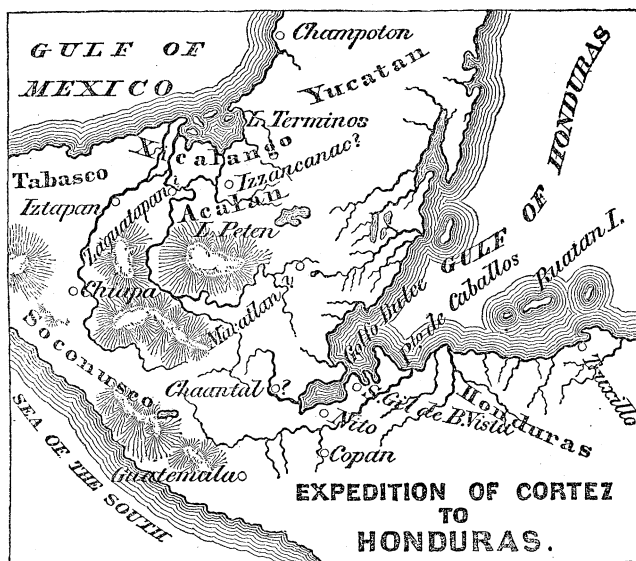 GULF OF
MEXICO
Champoton
Yucatan
L. Terminos
Xicalango
Izzancanac?
Tabasco
Iztapan
Zaguatapan
Acalan
L. Peten
GULF OF HONDURAS
Chiapa
Mazatlan
Golfo Dulce
Pto. de Caballos
Ruatan I.
Truxillo
Soconusco
Chaantal?
S. Gil de B. Vista
Honduras
Nito
Copan
Guatemala
SEA OF THE SOUTH
EXPEDITION OF CORTEZ
TO
HONDURAS.